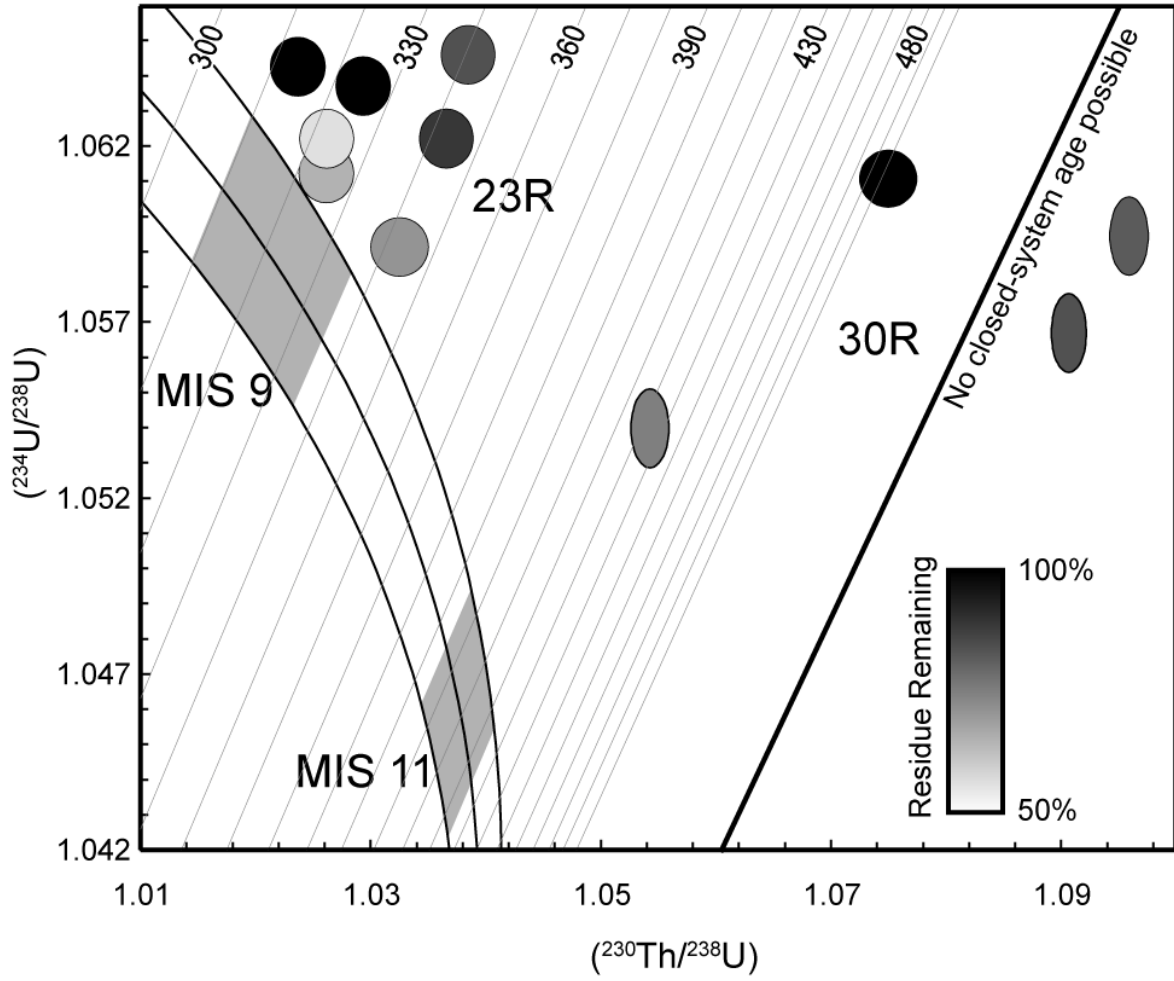 300
330
360
390
430
480
No closed-system age possible
23R
30R
MIS 9
MIS 11
(²³⁴U/²³⁸U)
1.062
1.057
1.052
1.047
1.042
Residue Remaining
100%
50%
1.01
1.03
1.05
1.07
1.09
(²³⁰Th/²³⁸U)